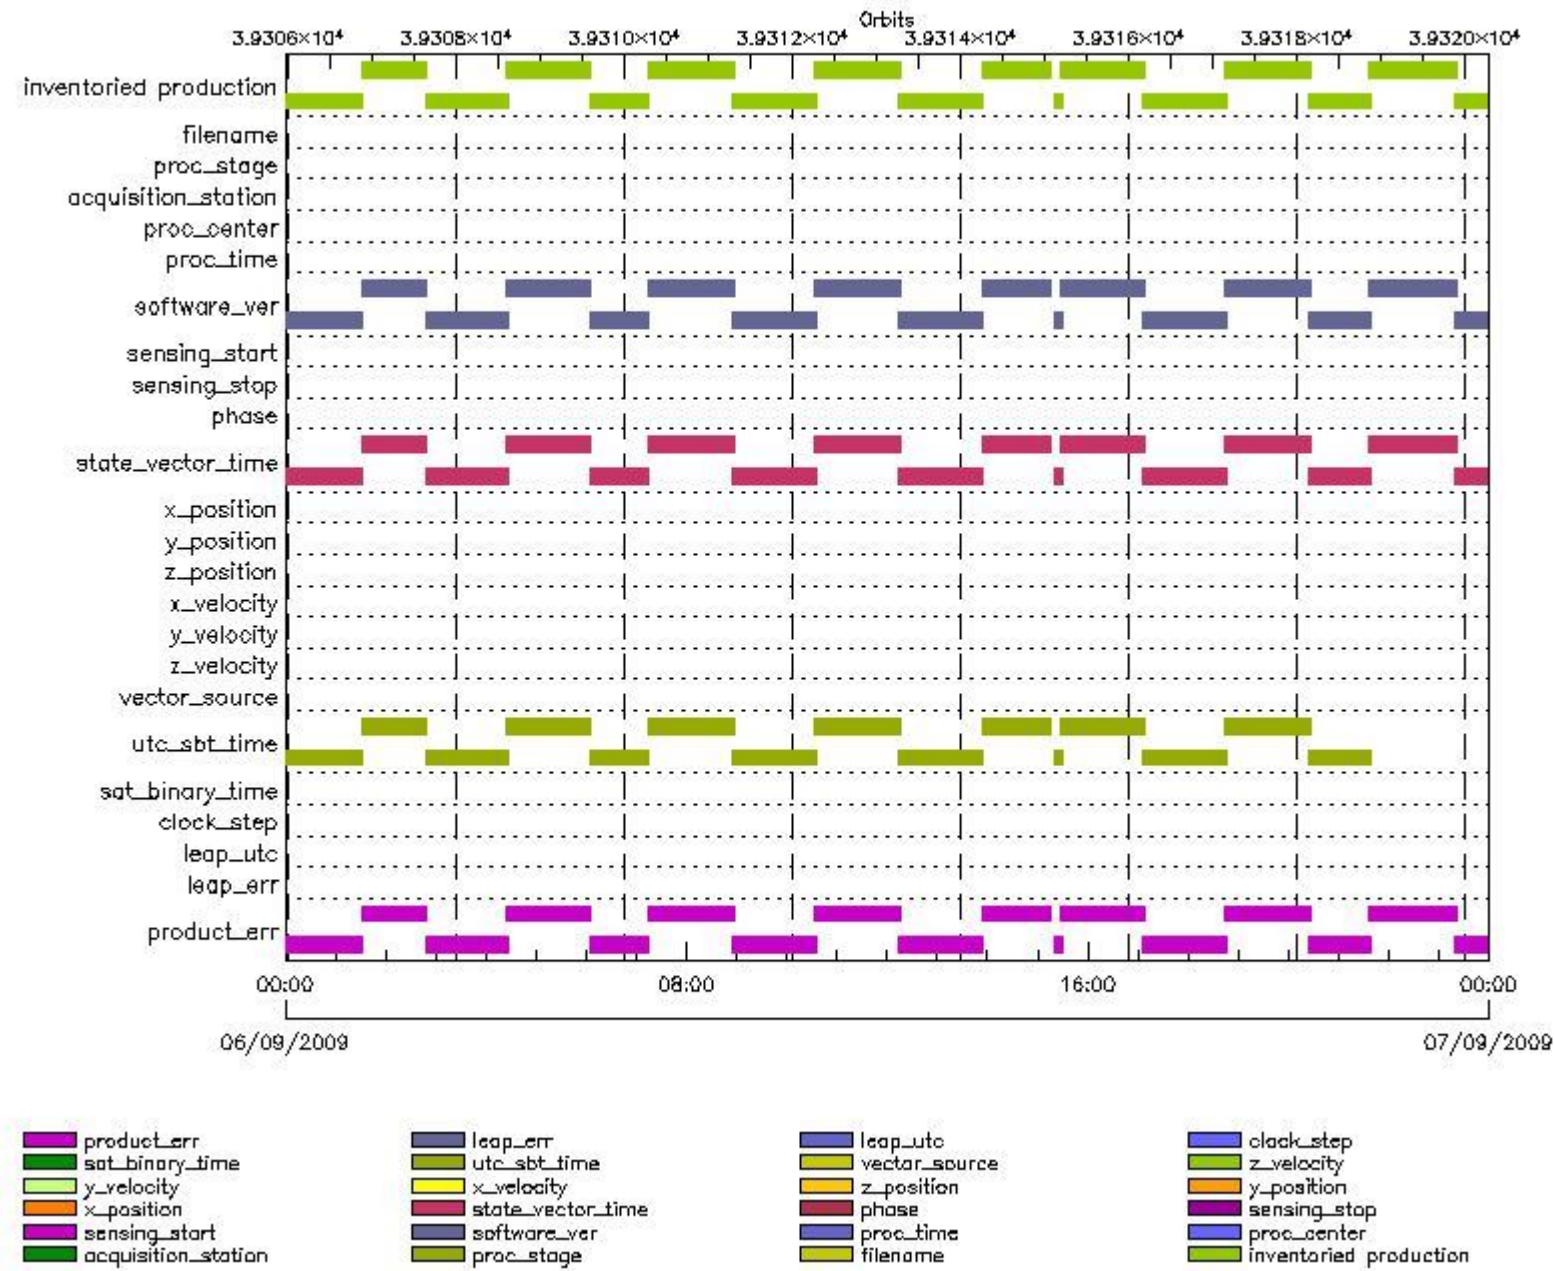 Orbits
3.9306×10⁴ 3.9308×10⁴ 3.9310×10⁴ 3.9312×10⁴ 3.9314×10⁴ 3.9316×10⁴ 3.9318×10⁴ 3.9320×10⁴
inventoried production
filename
proc_stage
acquisition_station
proc_center
proc_time
software_ver
sensing_start
sensing_stop
phase
state_vector_time
x_position
y_position
z_position
x_velocity
y_velocity
z_velocity
vector_source
utc_sbt_time
sat_binary_time
clock_step
leap_utc
leap_err
product_err
00:00 08:00 16:00 00:00
06/09/2009 07/09/2009
product_err leap_err leap_utc clock_step
sat_binary_time utc_sbt_time vector_source z_velocity
y_velocity x_velocity z_position y_position
x_position state_vector_time phase sensing_stop
sensing_start software_ver proc_time proc_center
acquisition_station proc_stage filename inventoried production